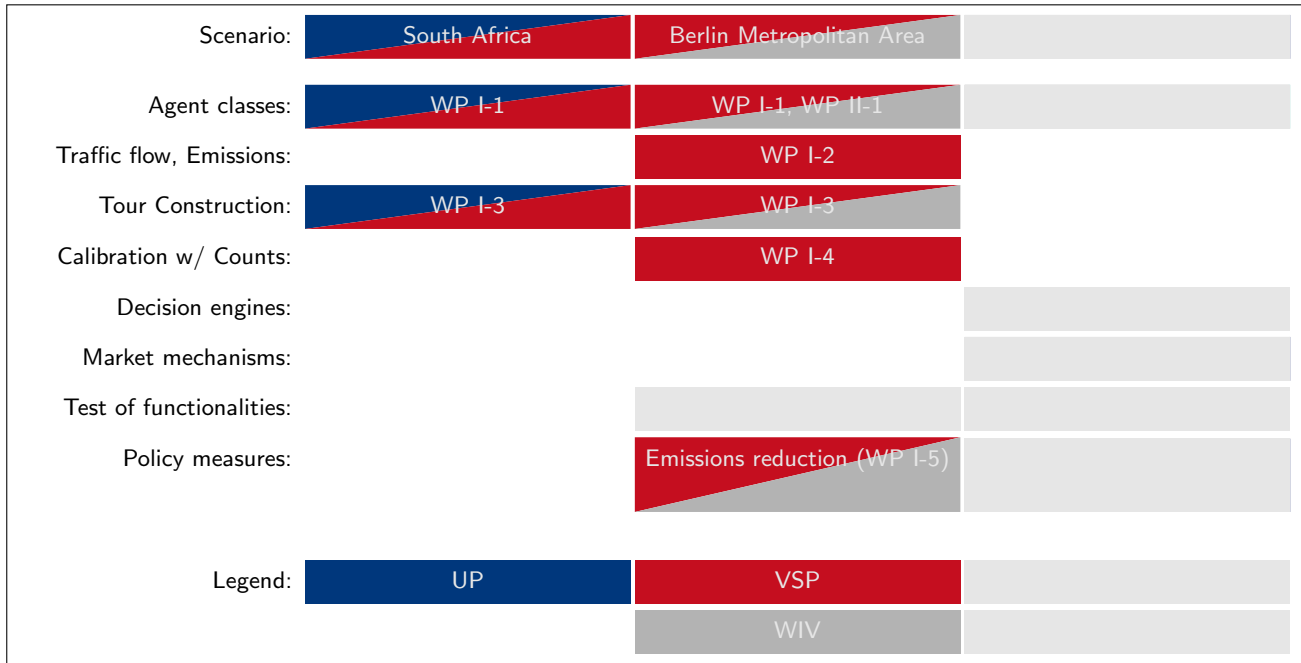 Scenario: South Africa Berlin Metropolitan Area
Agent classes: WP I-1 WP I-1, WP II-1
Traffic flow, Emissions: WP I-2
Tour Construction: WP I-3 WP I-3
Calibration w/ Counts: WP I-4
Decision engines:
Market mechanisms:
Test of functionalities:
Policy measures: Emissions reduction (WP I-5)
Legend: UP VSP
WIV